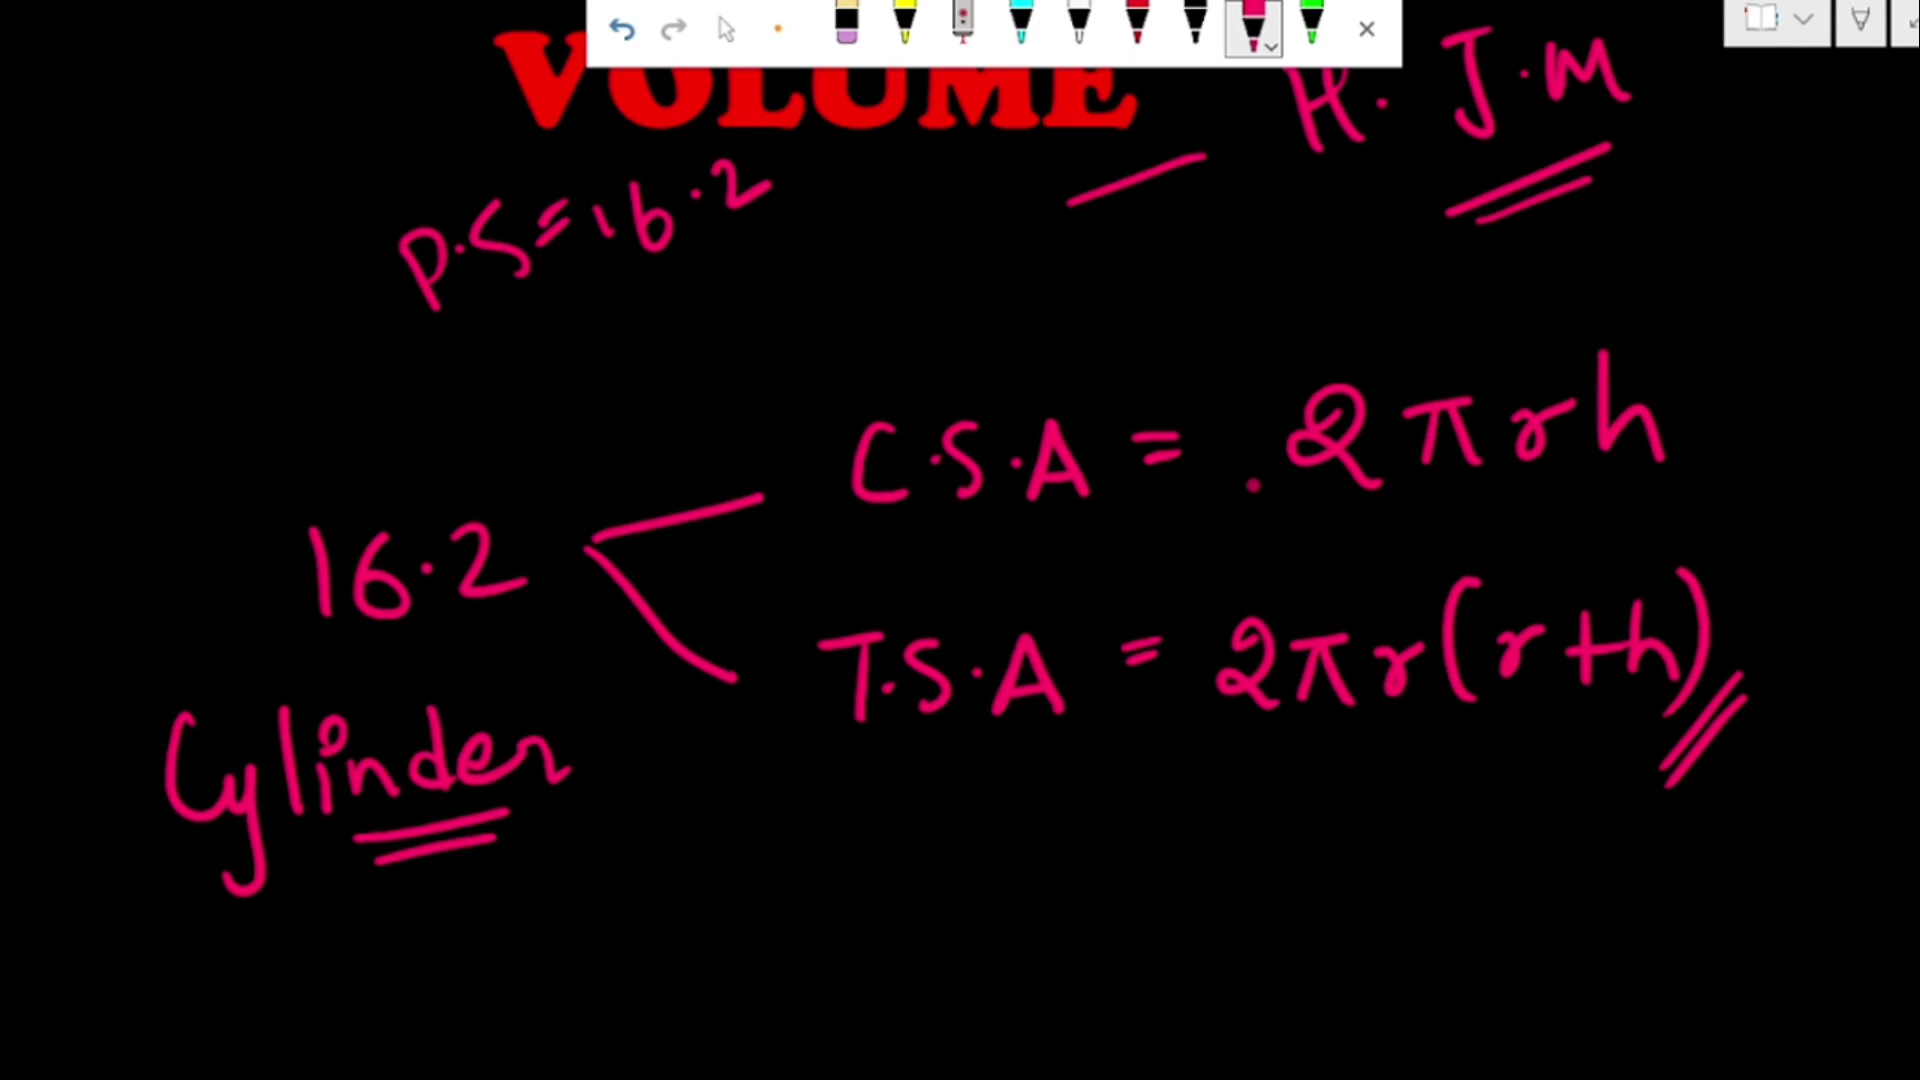 VOLUME
H.J.M
P.S=16.2
C.S.A = 2πrh
16.2
T.S.A = 2πr(r+h)
Cylinder